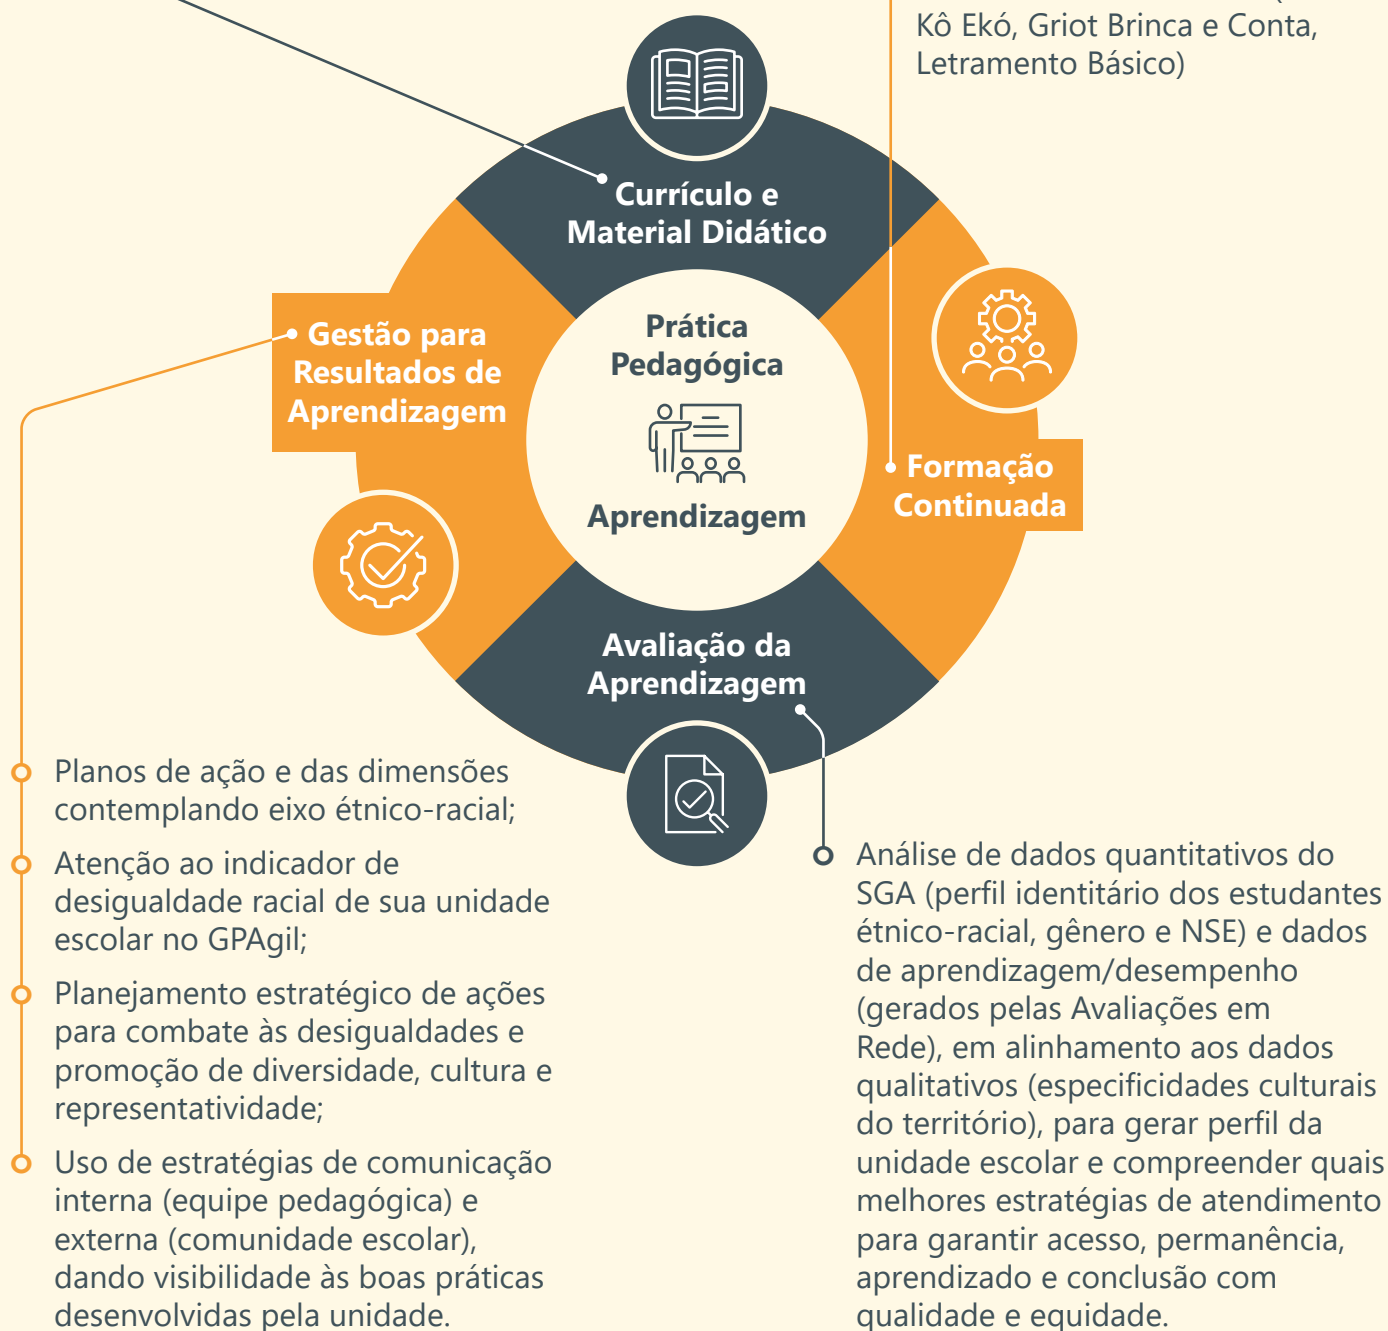 Kô Ekó, Griot Brinca e Conta,
Letramento Básico)
Currículo e
Material Didático
Prática
Pedagógica
Aprendizagem
Gestão para
Resultados de
Aprendizagem
Formação
Continuada
Avaliação da
Aprendizagem
Planos de ação e das dimensões
contemplando eixo étnico-racial;
Atenção ao indicador de
desigualdade racial de sua unidade
escolar no GPAgil;
Planejamento estratégico de ações
para combate às desigualdades e
promoção de diversidade, cultura e
representatividade;
Uso de estratégias de comunicação
interna (equipe pedagógica) e
externa (comunidade escolar),
dando visibilidade às boas práticas
desenvolvidas pela unidade.
Análise de dados quantitativos do
SGA (perfil identitário dos estudantes
étnico-racial, gênero e NSE) e dados
de aprendizagem/desempenho
(gerados pelas Avaliações em
Rede), em alinhamento aos dados
qualitativos (especificidades culturais
do território), para gerar perfil da
unidade escolar e compreender quais
melhores estratégias de atendimento
para garantir acesso, permanência,
aprendizado e conclusão com
qualidade e equidade.